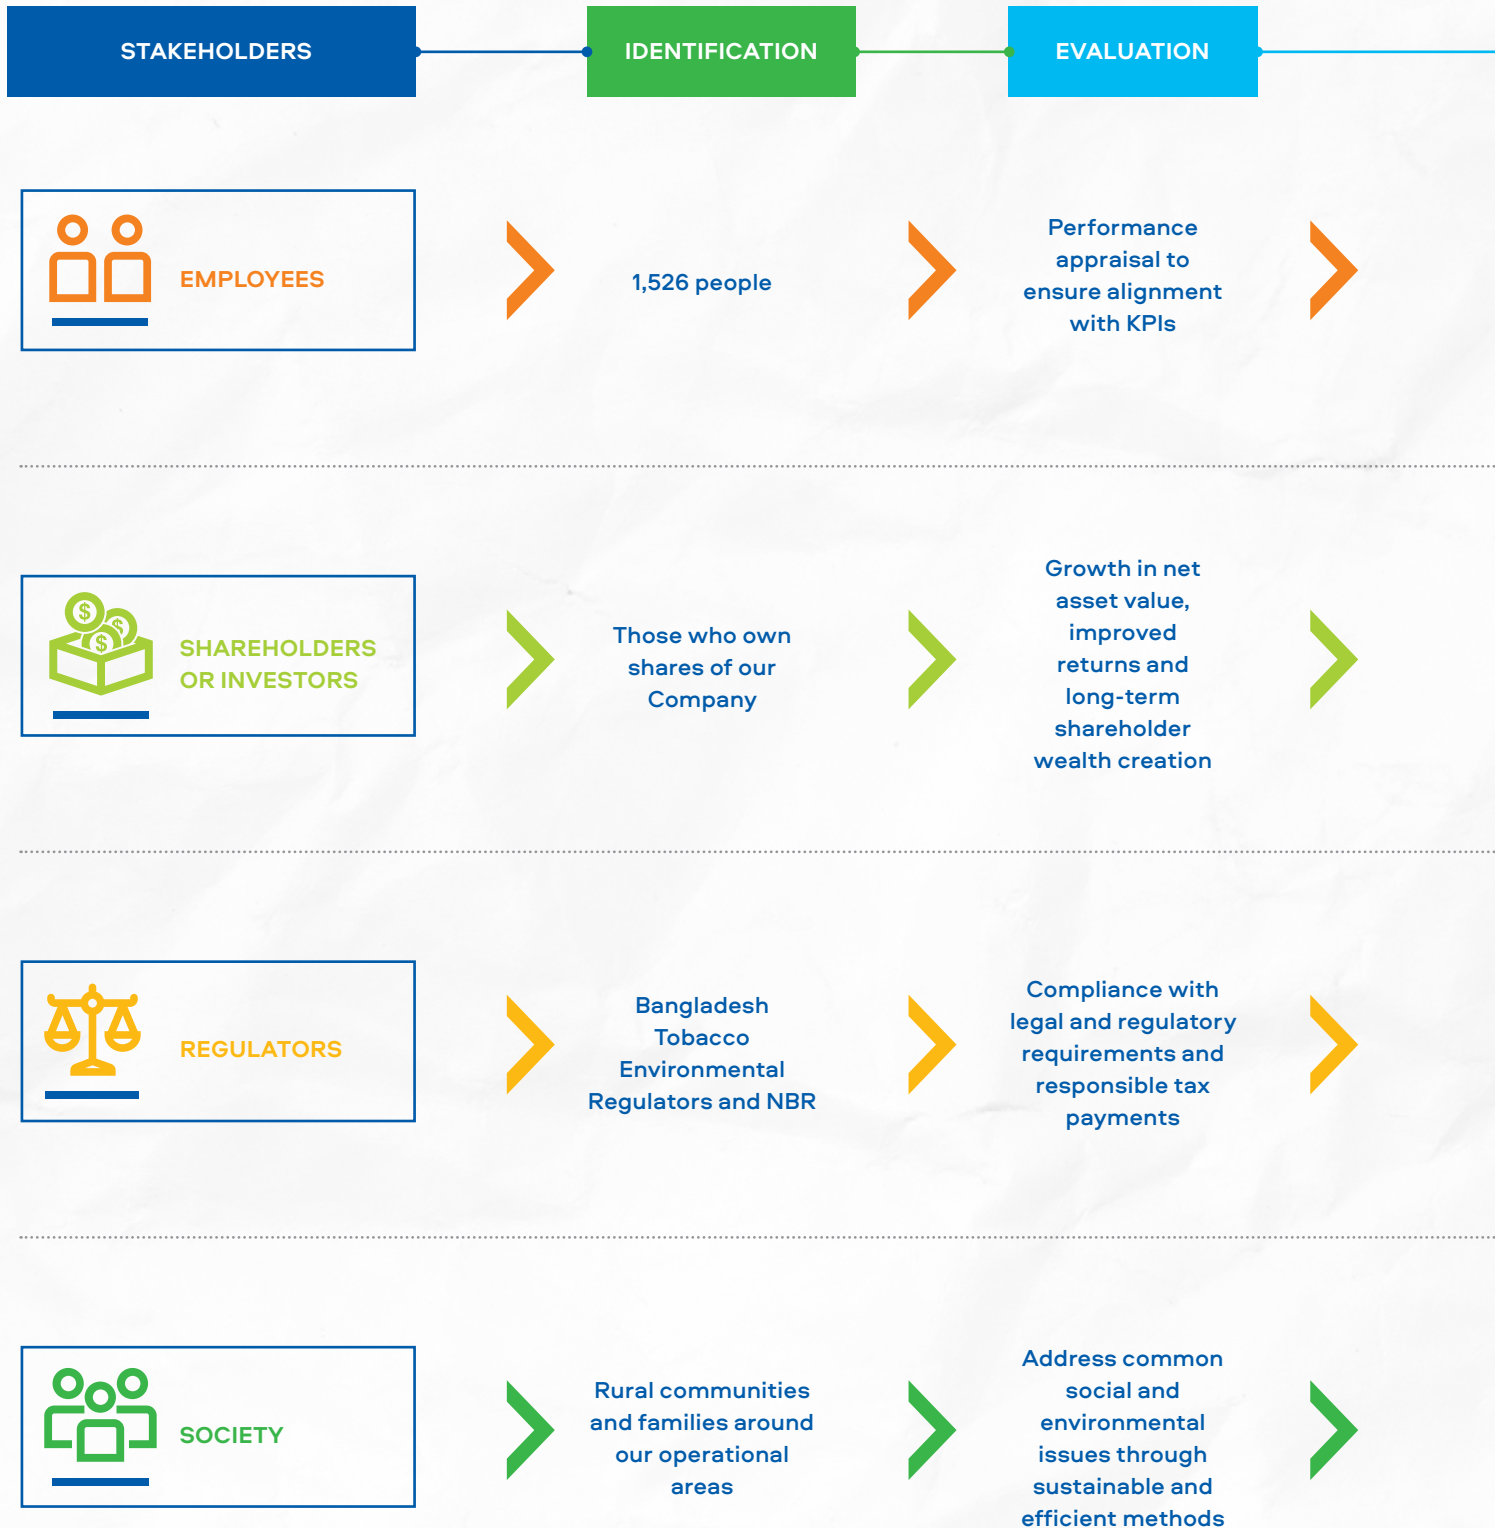 STAKEHOLDERS
IDENTIFICATION
EVALUATION
EMPLOYEES
1,526 people
Performance
appraisal to
ensure alignment
with KPIs
$
$
$
SHAREHOLDERS
OR INVESTORS
Those who own
shares of our
Company
Growth in net
asset value,
improved
returns and
long-term
shareholder
wealth creation
REGULATORS
Bangladesh
Tobacco
Environmental
Regulators and NBR
Compliance with
legal and regulatory
requirements and
responsible tax
payments
SOCIETY
Rural communities
and families around
our operational
areas
Address common
social and
environmental
issues through
sustainable and
efficient methods